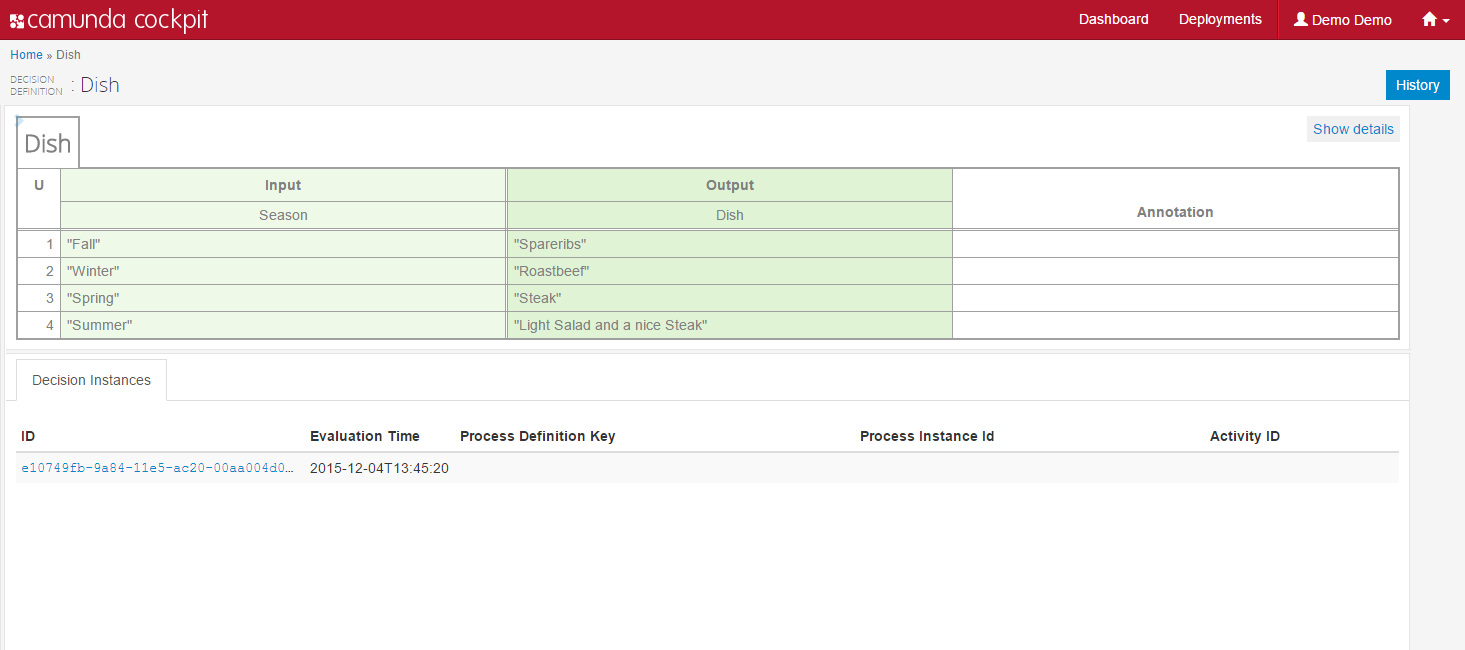 camunda cockpit Dashboard Deployments Demo Demo
Home » Dish
DECISION
DEFINITION : Dish
History
Dish
Show details
U Input Output Annotation
Season Dish
1 "Fall" "Spareribs"
2 "Winter" "Roastbeef"
3 "Spring" "Steak"
4 "Summer" "Light Salad and a nice Steak"
Decision Instances
ID Evaluation Time Process Definition Key Process Instance Id Activity ID
e10749fb-9a84-11e5-ac20-00aa004d0… 2015-12-04T13:45:20